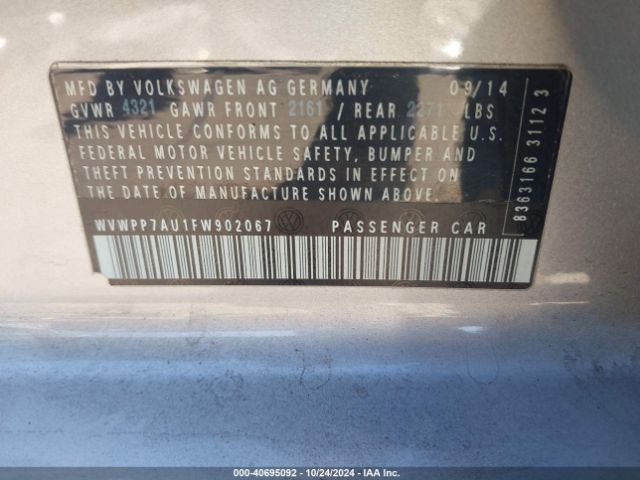 MFD BY VOLKSWAGEN AG GERMANY 09/14
GVWR 4321 GAWR FRONT 2161 / REAR 2271 LBS
THIS VEHICLE CONFORMS TO ALL APPLICABLE U.S.
FEDERAL MOTOR VEHICLE SAFETY, BUMPER AND
THEFT PREVENTION STANDARDS IN EFFECT ON
THE DATE OF MANUFACTURE SHOWN ABOVE.
WVWPP7AU1FW902067 PASSENGER CAR
8363166 31123
000-40695092 • 10/24/2024 • IAA Inc.